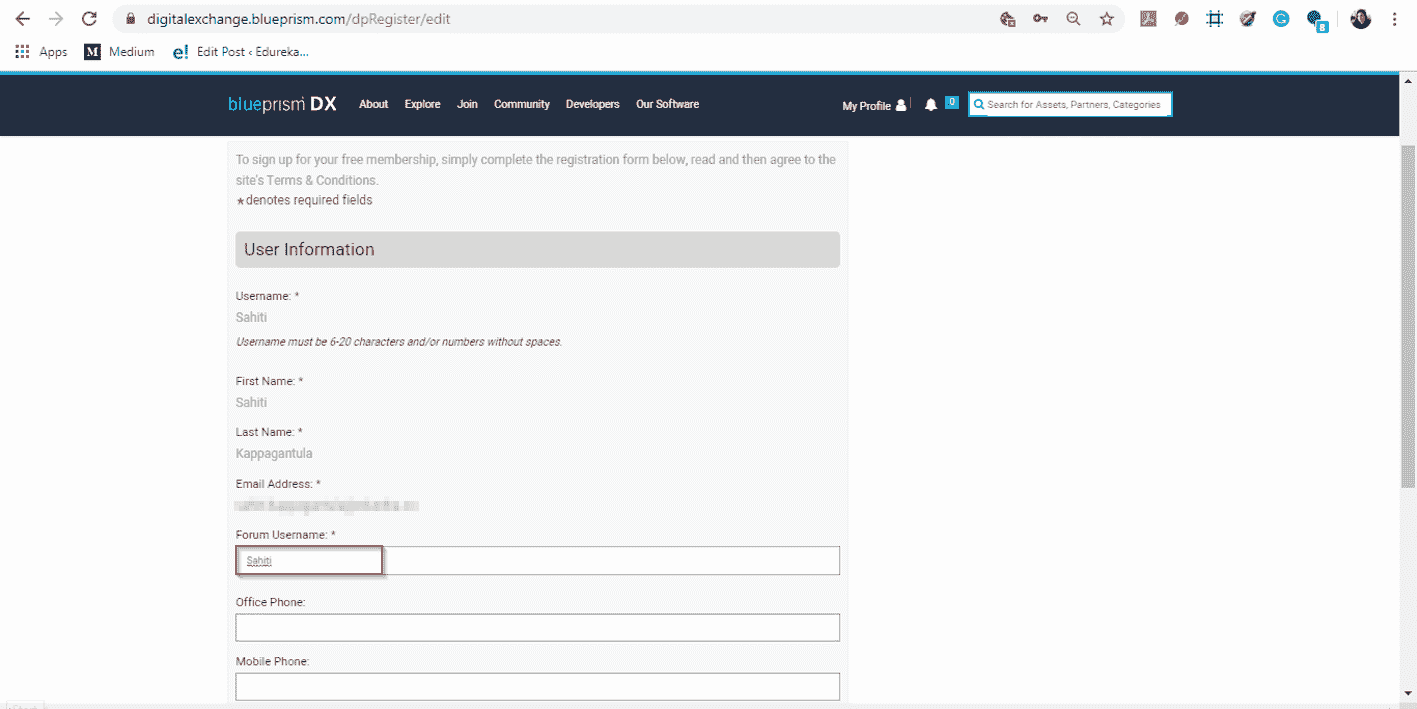 digitalexchange.blueprism.com/dpRegister/edit
Apps M Medium e! Edit Post ‹ Edureka...
8
blueprism DX About Explore Join Community Developers Our Software My Profile 0 Search for Assets, Partners, Categories
To sign up for your free membership, simply complete the registration form below, read and then agree to the
site's Terms & Conditions.
*denotes required fields
User Information
Username: *
Sahiti
Username must be 6-20 characters and/or numbers without spaces.
First Name: *
Sahiti
Last Name: *
Kappagantula
Email Address: *
Forum Username: *
Sahiti
Office Phone:
Mobile Phone: